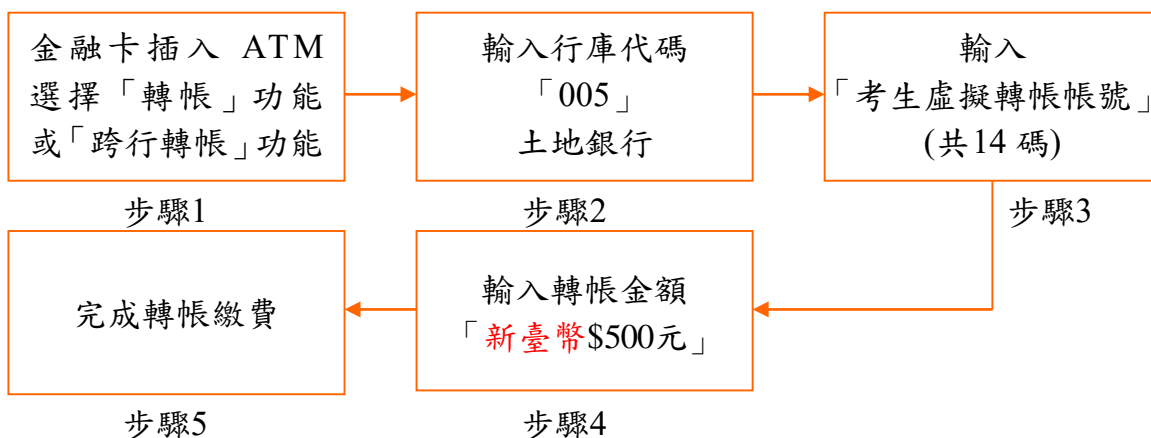 金融卡插入 ATM
選擇「轉帳」功能
或「跨行轉帳」功能
步驟1
輸入行庫代碼
「005」
土地銀行
步驟2
輸入
「考生虛擬轉帳帳號」
(共14 碼)
步驟3
輸入轉帳金額
「新臺幣$500元」
步驟4
完成轉帳繳費
步驟5